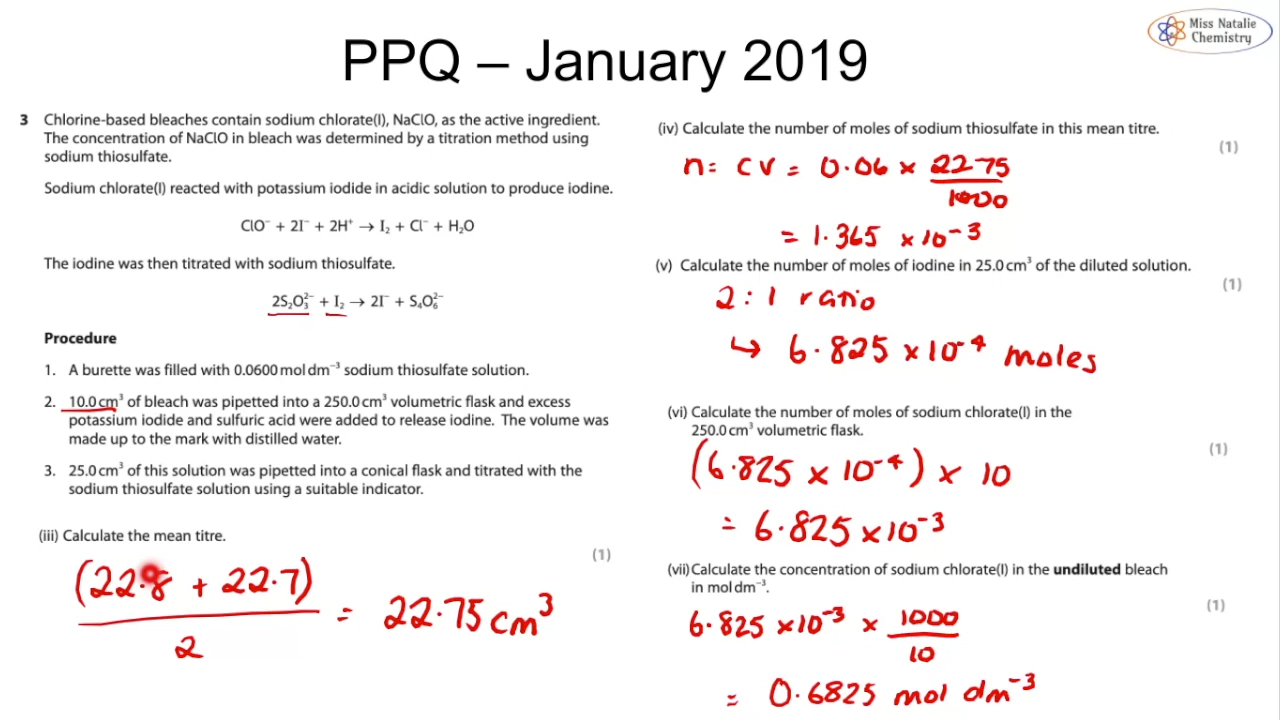 Miss Natalie
Chemistry
PPQ – January 2019
3 Chlorine-based bleaches contain sodium chlorate(I), NaClO, as the active ingredient.
The concentration of NaClO in bleach was determined by a titration method using
sodium thiosulfate.
Sodium chlorate(I) reacted with potassium iodide in acidic solution to produce iodine.
ClO⁻ + 2I⁻ + 2H⁺ → I₂ + Cl⁻ + H₂O
The iodine was then titrated with sodium thiosulfate.
2S₂O₃²⁻ + I₂ → 2I⁻ + S₄O₆²⁻
Procedure
1. A burette was filled with 0.0600 mol dm⁻³ sodium thiosulfate solution.
2. 10.0 cm³ of bleach was pipetted into a 250.0 cm³ volumetric flask and excess
potassium iodide and sulfuric acid were added to release iodine. The volume was
made up to the mark with distilled water.
3. 25.0 cm³ of this solution was pipetted into a conical flask and titrated with the
sodium thiosulfate solution using a suitable indicator.
(iii) Calculate the mean titre.
(1)
(22.8 + 22.7)
2
= 22.75 cm³
(iv) Calculate the number of moles of sodium thiosulfate in this mean titre.
(1)
n = CV = 0.06 × 22.75
1000
= 1.365 × 10⁻³
(v) Calculate the number of moles of iodine in 25.0 cm³ of the diluted solution.
(1)
2 : 1 ratio
↳ 6.825 × 10⁻⁴ moles
(vi) Calculate the number of moles of sodium chlorate(I) in the
250.0 cm³ volumetric flask.
(1)
(6.825 × 10⁻⁴) × 10
= 6.825 × 10⁻³
(vii) Calculate the concentration of sodium chlorate(I) in the undiluted bleach
in mol dm⁻³.
(1)
6.825 × 10⁻³ × 1000
10
= 0.6825 mol dm⁻³